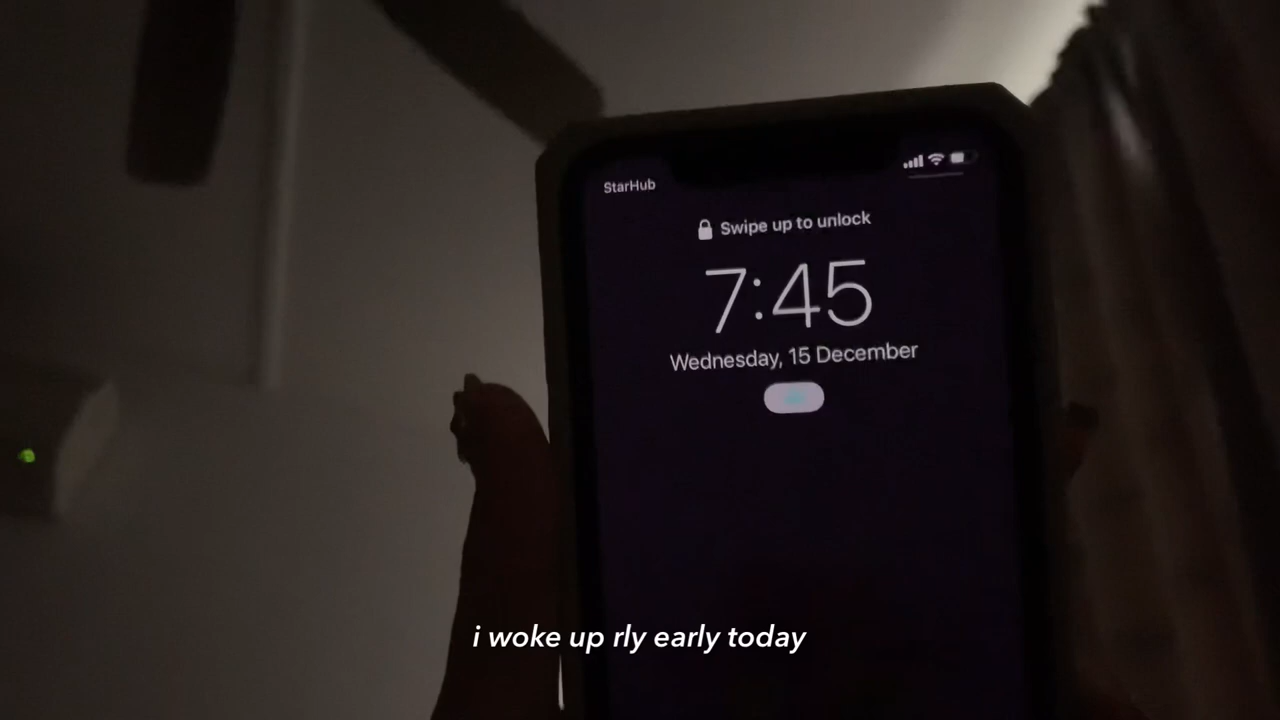 StarHub
Swipe up to unlock
7:45
Wednesday, 15 December
i woke up rly early today